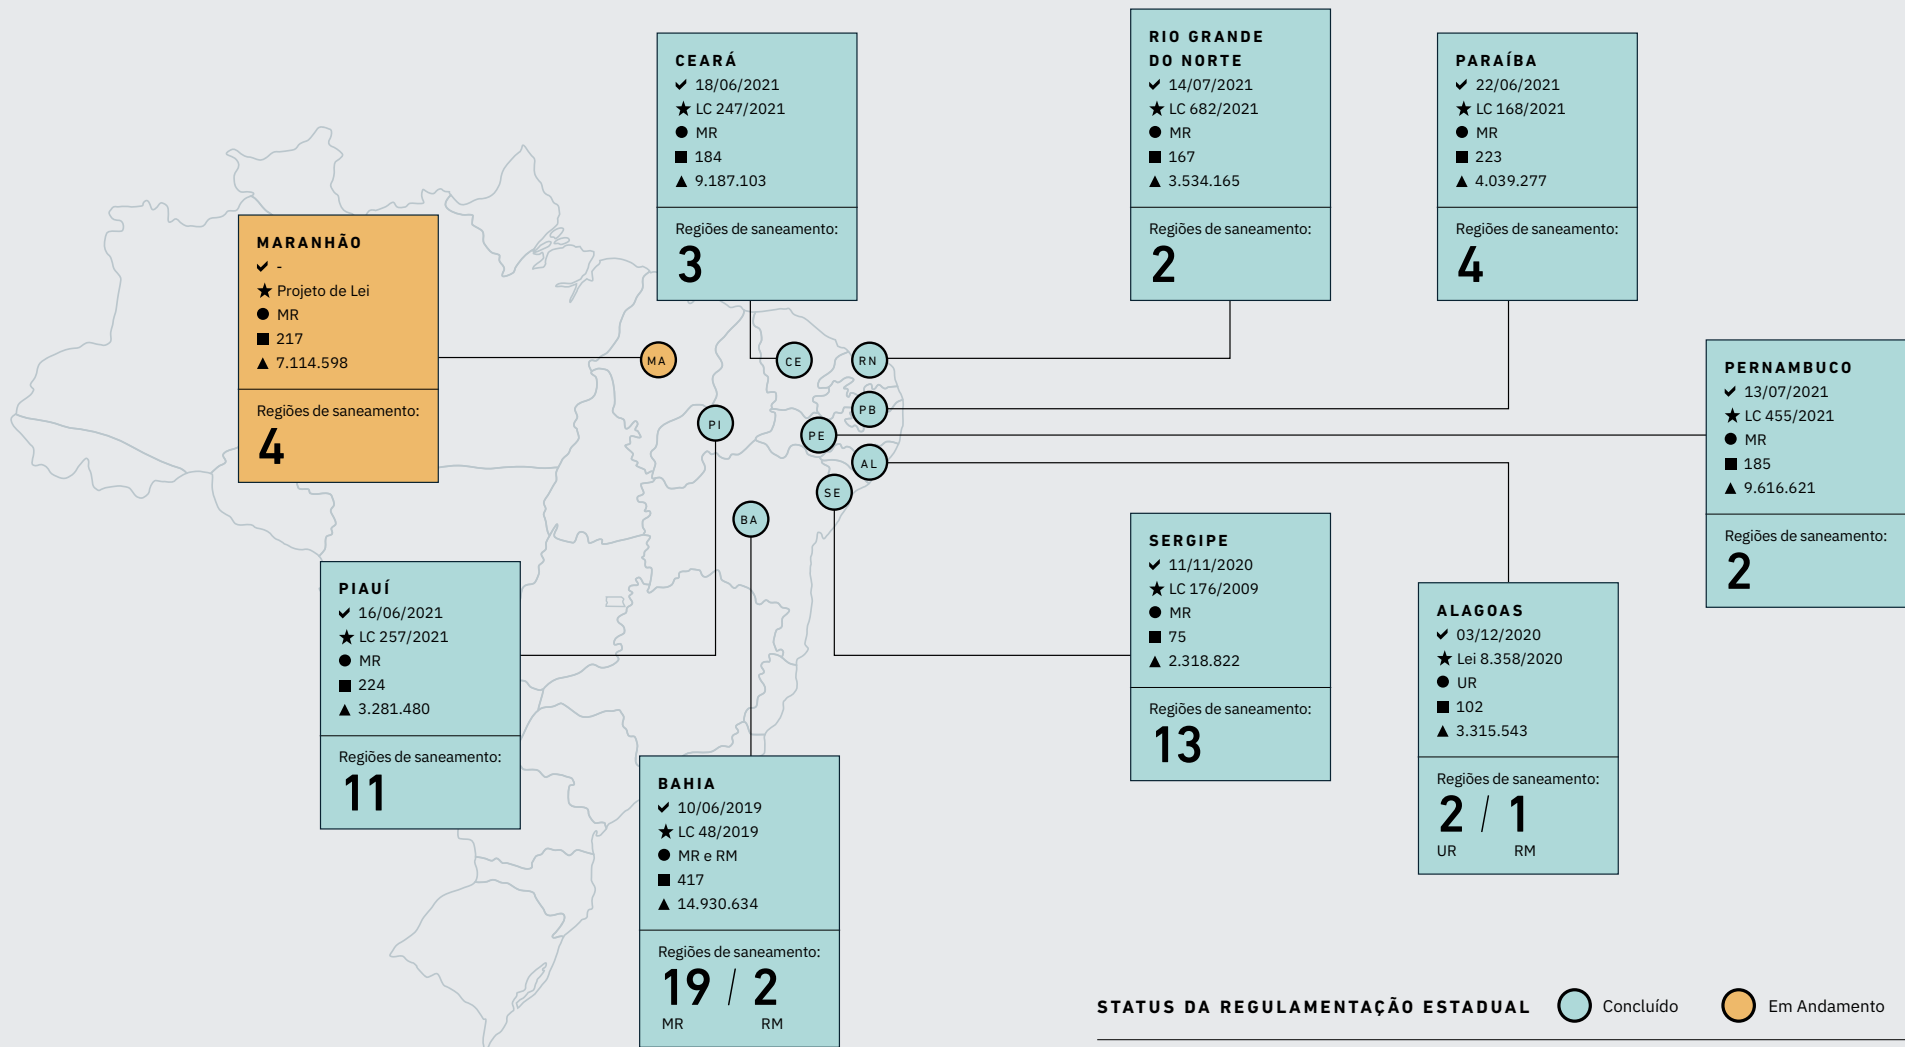 CEARÁ
✔ 18/06/2021
★ LC 247/2021
● MR
■ 184
▲ 9.187.103
Regiões de saneamento:
3
RIO GRANDE
DO NORTE
✔ 14/07/2021
★ LC 682/2021
● MR
■ 167
▲ 3.534.165
Regiões de saneamento:
2
PARAÍBA
✔ 22/06/2021
★ LC 168/2021
● MR
■ 223
▲ 4.039.277
Regiões de saneamento:
4
MARANHÃO
✔ -
★ Projeto de Lei
● MR
■ 217
▲ 7.114.598
Regiões de saneamento:
4
MA
CE
RN
PI
PB
PE
AL
SE
BA
PERNAMBUCO
✔ 13/07/2021
★ LC 455/2021
● MR
■ 185
▲ 9.616.621
Regiões de saneamento:
2
PIAUÍ
✔ 16/06/2021
★ LC 257/2021
● MR
■ 224
▲ 3.281.480
Regiões de saneamento:
11
SERGIPE
✔ 11/11/2020
★ LC 176/2009
● MR
■ 75
▲ 2.318.822
Regiões de saneamento:
13
ALAGOAS
✔ 03/12/2020
★ Lei 8.358/2020
● UR
■ 102
▲ 3.315.543
Regiões de saneamento:
2 / 1
UR RM
BAHIA
✔ 10/06/2019
★ LC 48/2019
● MR e RM
■ 417
▲ 14.930.634
Regiões de saneamento:
19 / 2
MR RM
STATUS DA REGULAMENTAÇÃO ESTADUAL Concluído Em Andamento